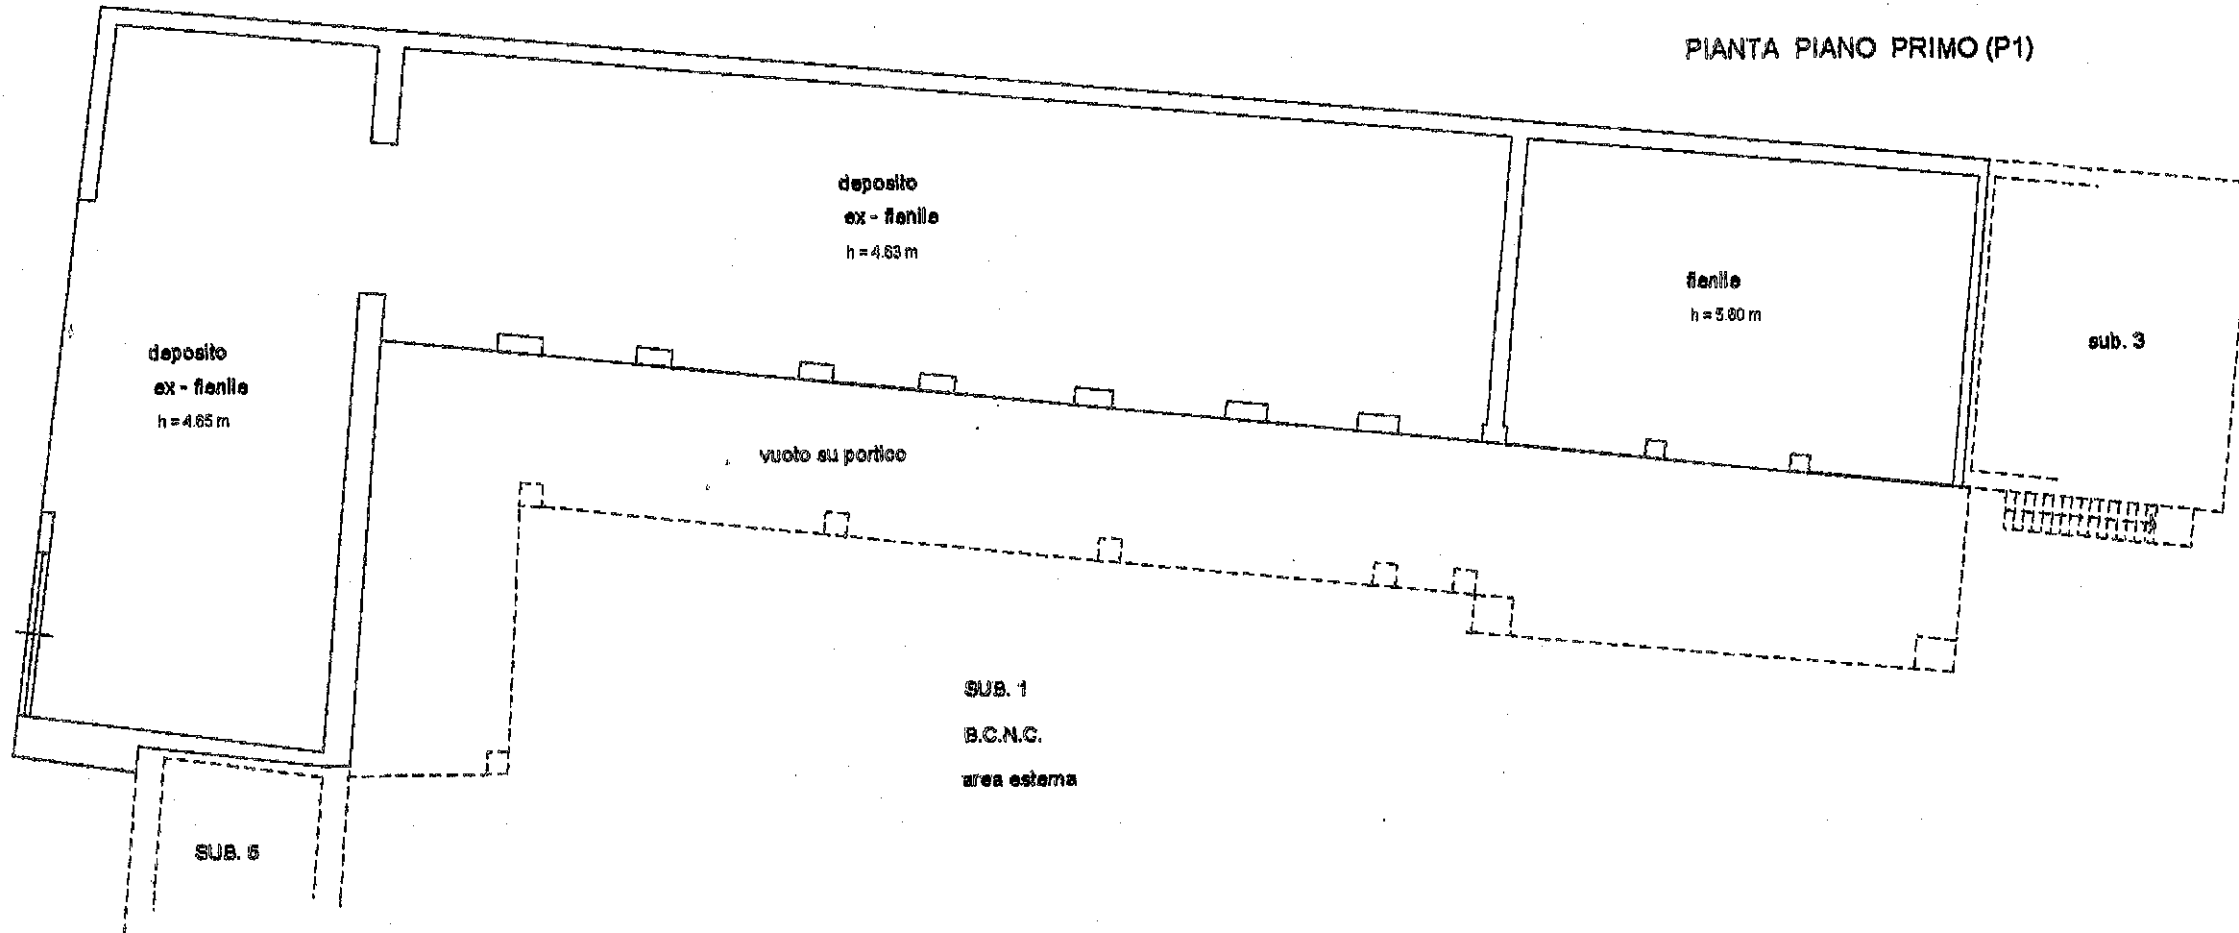 PIANTA PIANO PRIMO (P1)
deposito
ex - fienile
h = 4.63 m
fienile
h = 5.60 m
sub. 3
deposito
ex - fienile
h = 4.65 m
vuoto su portico
SUB. 1
B.C.N.C.
area esterna
SUB. 5